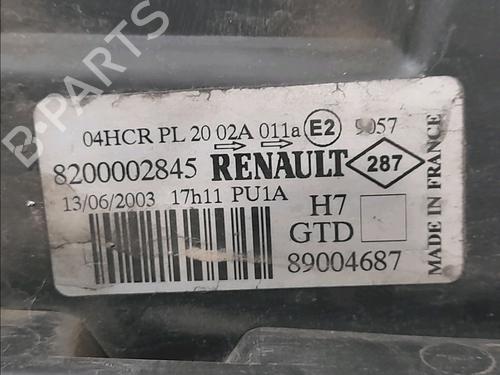 04HCR PL 20 02A 011a E2 9057
8200002845 RENAULT 287
13/06/2003 17h11 PU1A
H7
GTD
89004687
MADE IN FRANCE
B-PARTS